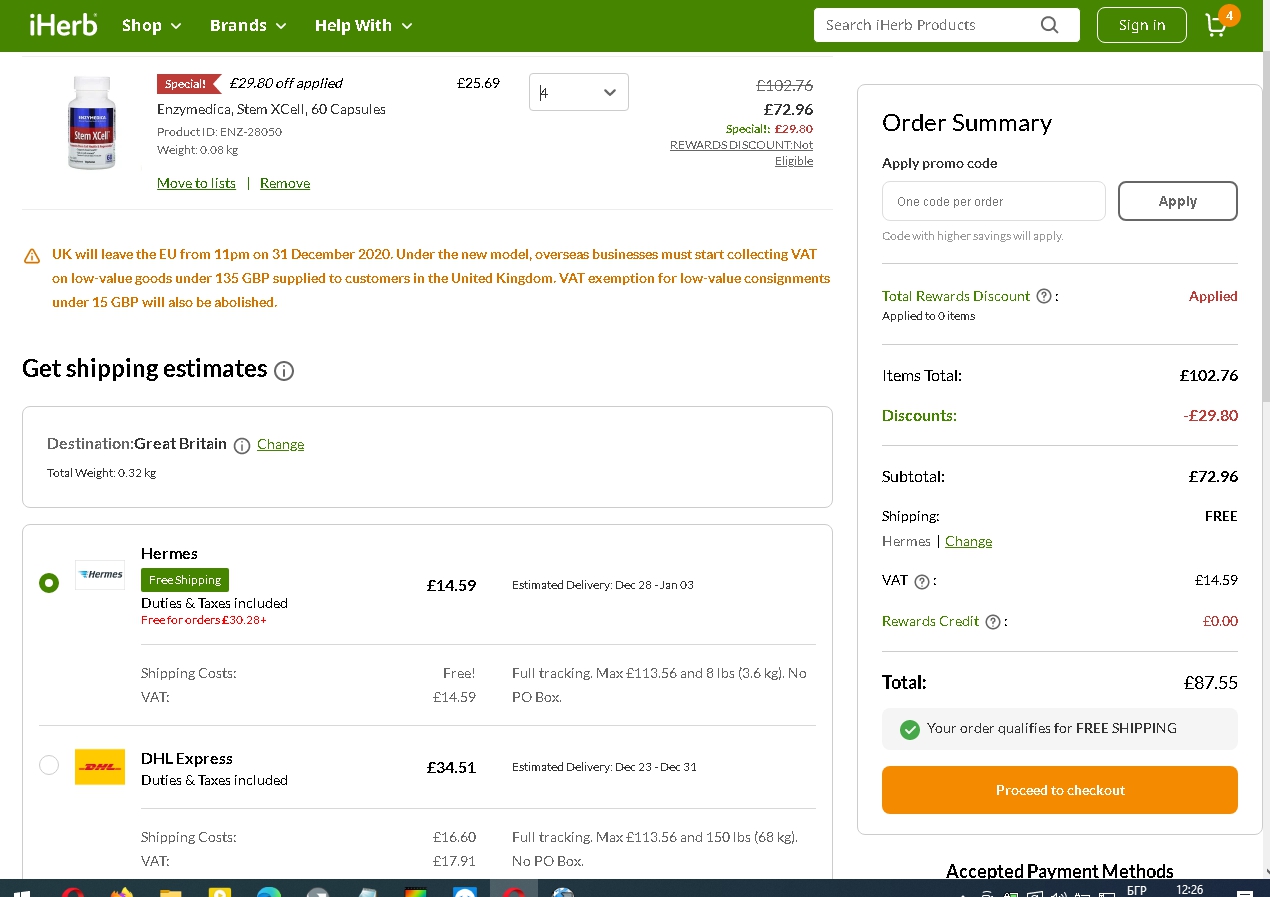 iHerb Shop Brands Help With Search iHerb Products Sign in 4
Special! £29.80 off applied £25.69 4 £102.76
£72.96
Enzymedica, Stem XCell, 60 Capsules
Special!: £29.80
Product ID: ENZ-28050
REWARDS DISCOUNT:Not
Weight: 0.08 kg
Eligible
Move to lists | Remove
ENZYMEDICA
Stem XCell
UK will leave the EU from 11pm on 31 December 2020. Under the new model, overseas businesses must start collecting VAT
on low-value goods under 135 GBP supplied to customers in the United Kingdom. VAT exemption for low-value consignments
under 15 GBP will also be abolished.
Get shipping estimates
Destination:Great Britain Change
Total Weight: 0.32 kg
Hermes
Hermes
Free Shipping
£14.59 Estimated Delivery: Dec 28 - Jan 03
Duties & Taxes included
Free for orders £30.28+
Shipping Costs: Free! Full tracking. Max £113.56 and 8 lbs (3.6 kg). No
VAT: £14.59 PO Box.
DHL
DHL Express
£34.51 Estimated Delivery: Dec 23 - Dec 31
Duties & Taxes included
Shipping Costs: £16.60 Full tracking. Max £113.56 and 150 lbs (68 kg).
VAT: £17.91 No PO Box.
Order Summary
Apply promo code
One code per order Apply
Code with higher savings will apply.
Total Rewards Discount ? : Applied
Applied to 0 items
Items Total: £102.76
Discounts: -£29.80
Subtotal: £72.96
Shipping: FREE
Hermes | Change
VAT ? : £14.59
Rewards Credit ? : £0.00
Total: £87.55
Your order qualifies for FREE SHIPPING
Proceed to checkout
Accepted Payment Methods
БГР 12:26